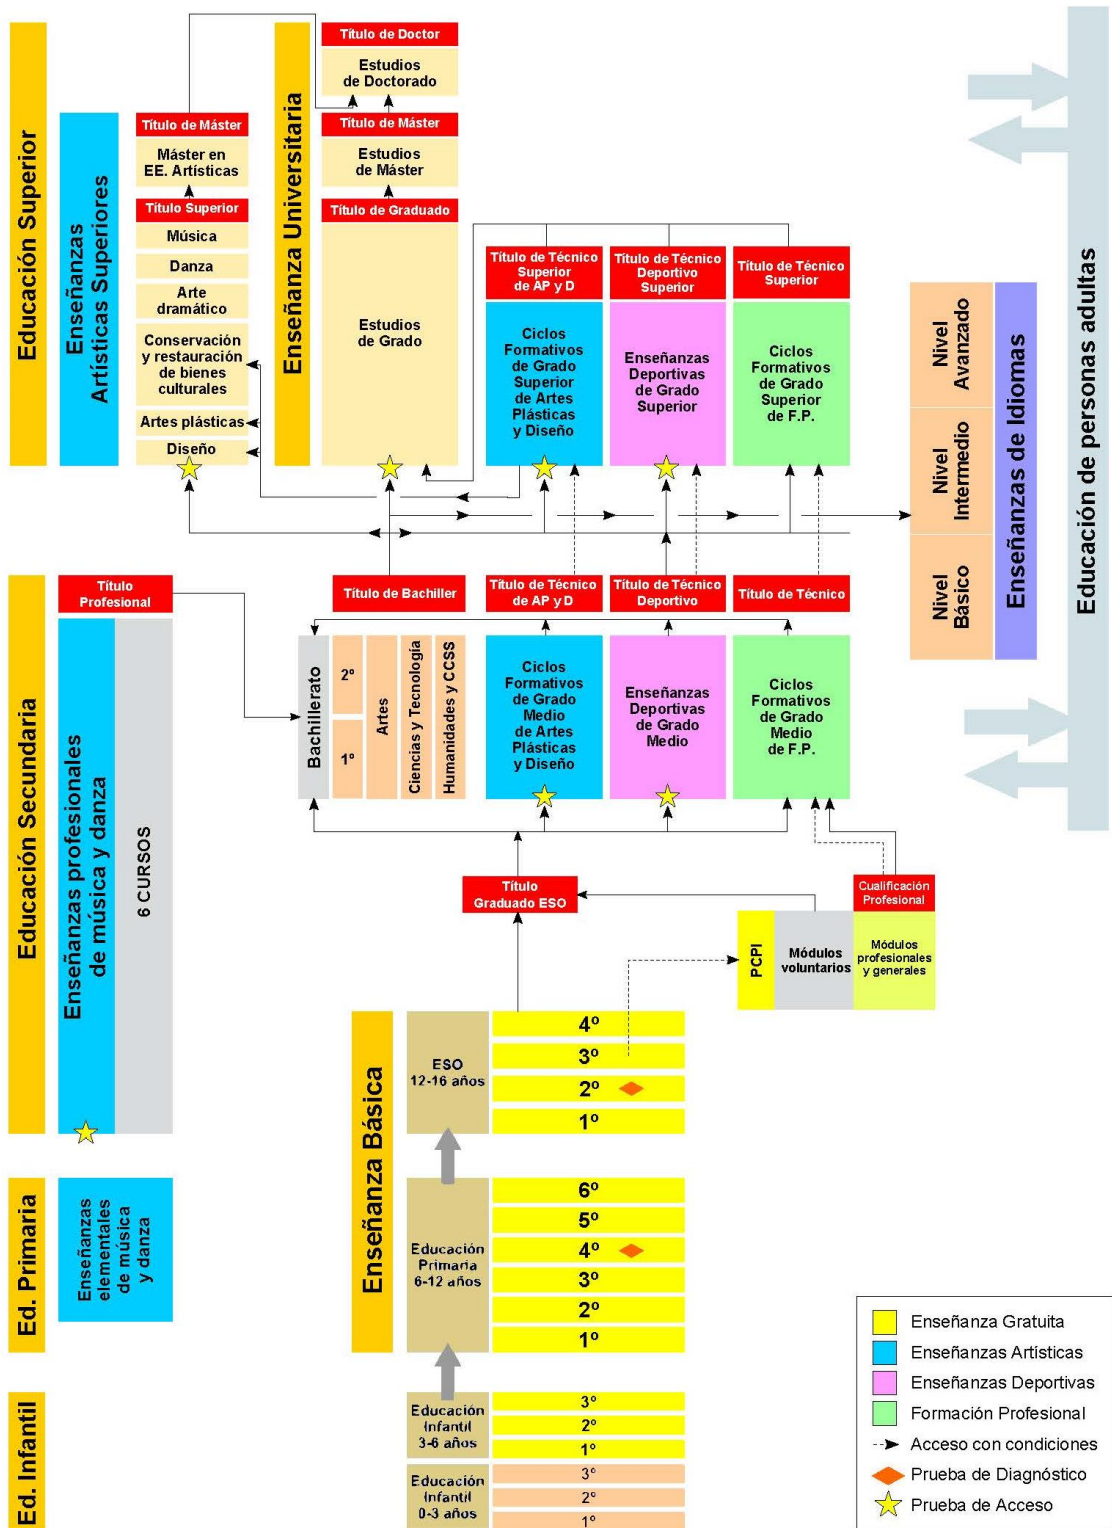 Educación Superior
Enseñanzas
Artísticas Superiores
Título de Máster
Máster en
EE. Artísticas
Título Superior
Música
Danza
Arte
dramático
Conservación
y restauración
de bienes
culturales
Artes plásticas
Diseño
Enseñanza Universitaria
Título de Doctor
Estudios
de Doctorado
Título de Máster
Estudios
de Máster
Título de Graduado
Estudios
de Grado
Título de Técnico
Superior
de AP y D
Ciclos
Formativos
de Grado
Superior
de Artes
Plásticas
y Diseño
Título de Técnico
Deportivo
Superior
Enseñanzas
Deportivas
de Grado
Superior
Título de Técnico
Superior
Ciclos
Formativos
de Grado
Superior
de F.P.
Nivel
Avanzado
Nivel
Intermedio
Nivel
Básico
Enseñanzas de Idiomas
Educación de personas adultas
Educación Secundaria
Título
Profesional
Enseñanzas profesionales
de música y danza
6 CURSOS
Título de Bachiller
Bachillerato
2º
1º
Artes
Ciencias y Tecnología
Humanidades y CCSS
Título de Técnico
de AP y D
Ciclos
Formativos
de Grado
Medio
de Artes
Plásticas
y Diseño
Título de Técnico
Deportivo
Enseñanzas
Deportivas
de Grado
Medio
Título de Técnico
Ciclos
Formativos
de Grado
Medio
de F.P.
Título
Graduado ESO
Cualificación
Profesional
PCPI
Módulos
voluntarios
Módulos
profesionales
y generales
Enseñanza Básica
ESO
12-16 años
4º
3º
2º
1º
Ed. Primaria
Enseñanzas
elementales
de música
y danza
Educación
Primaria
6-12 años
6º
5º
4º
3º
2º
1º
Ed. Infantil
Educación
Infantil
3-6 años
3º
2º
1º
Educación
Infantil
0-3 años
3º
2º
1º
Enseñanza Gratuita
Enseñanzas Artísticas
Enseñanzas Deportivas
Formación Profesional
Acceso con condiciones
Prueba de Diagnóstico
Prueba de Acceso